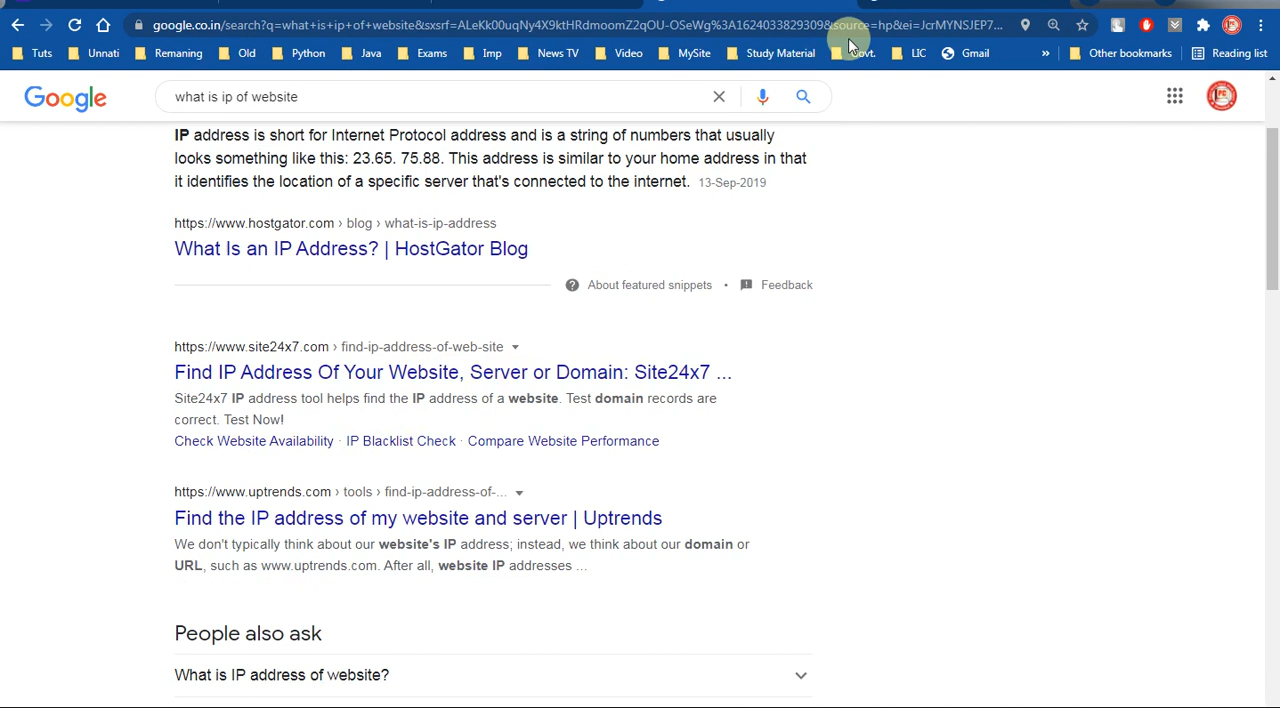 google.co.in/search?q=what+is+ip+of+website&sxsrf=ALeKk00uqNy4X9ktHRdmoomZ2qOU-OSeWg%3A1624033829309&source=hp&ei=JcrMYNSJEP7...
Tuts Unnati Remaning Old Python Java Exams Imp News TV Video MySite Study Material Govt. LIC Gmail » Other bookmarks Reading list
Google what is ip of website
IP address is short for Internet Protocol address and is a string of numbers that usually
looks something like this: 23.65. 75.88. This address is similar to your home address in that
it identifies the location of a specific server that's connected to the internet. 13-Sep-2019
https://www.hostgator.com › blog › what-is-ip-address
What Is an IP Address? | HostGator Blog
About featured snippets • Feedback
https://www.site24x7.com › find-ip-address-of-web-site
Find IP Address Of Your Website, Server or Domain: Site24x7 ...
Site24x7 IP address tool helps find the IP address of a website. Test domain records are
correct. Test Now!
Check Website Availability · IP Blacklist Check · Compare Website Performance
https://www.uptrends.com › tools › find-ip-address-of-...
Find the IP address of my website and server | Uptrends
We don't typically think about our website's IP address; instead, we think about our domain or
URL, such as www.uptrends.com. After all, website IP addresses ...
People also ask
What is IP address of website?